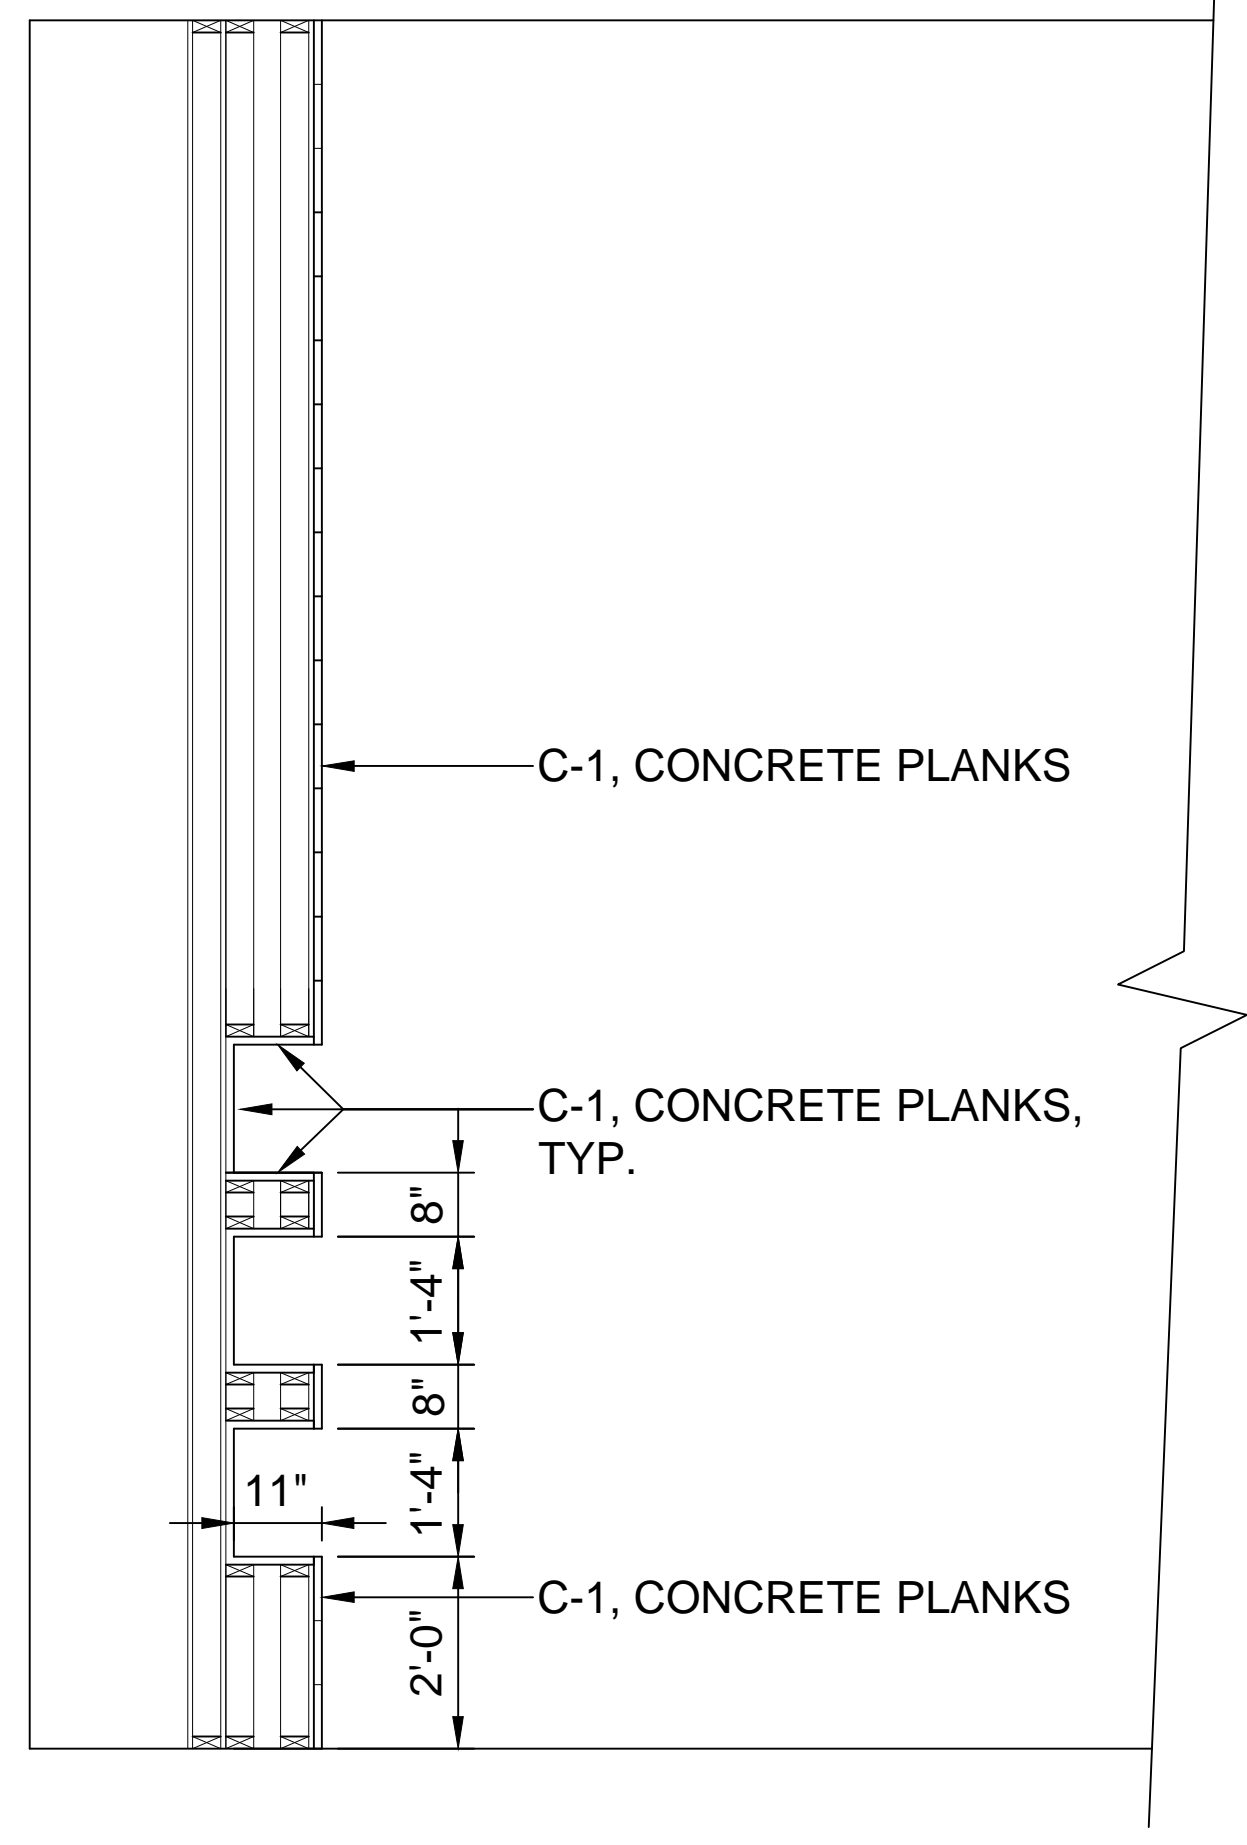 C-1, CONCRETE PLANKS
C-1, CONCRETE PLANKS,
TYP.
8"
1'-4"
8"
1'-4"
11"
C-1, CONCRETE PLANKS
2'-0"